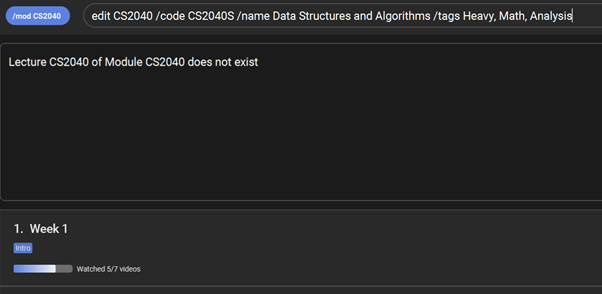 /mod CS2040 edit CS2040 /code CS2040S /name Data Structures and Algorithms /tags Heavy, Math, Analysis
Lecture CS2040 of Module CS2040 does not exist
1. Week 1
Intro
Watched 5/7 videos